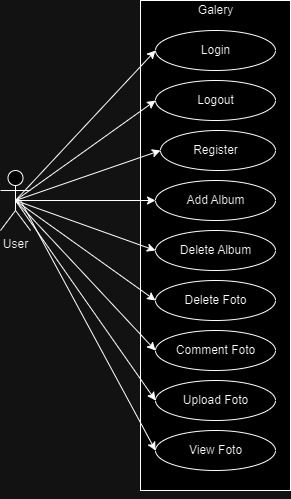 Galery
Login
Logout
Register
Add Album
User
Delete Album
Delete Foto
Comment Foto
Upload Foto
View Foto